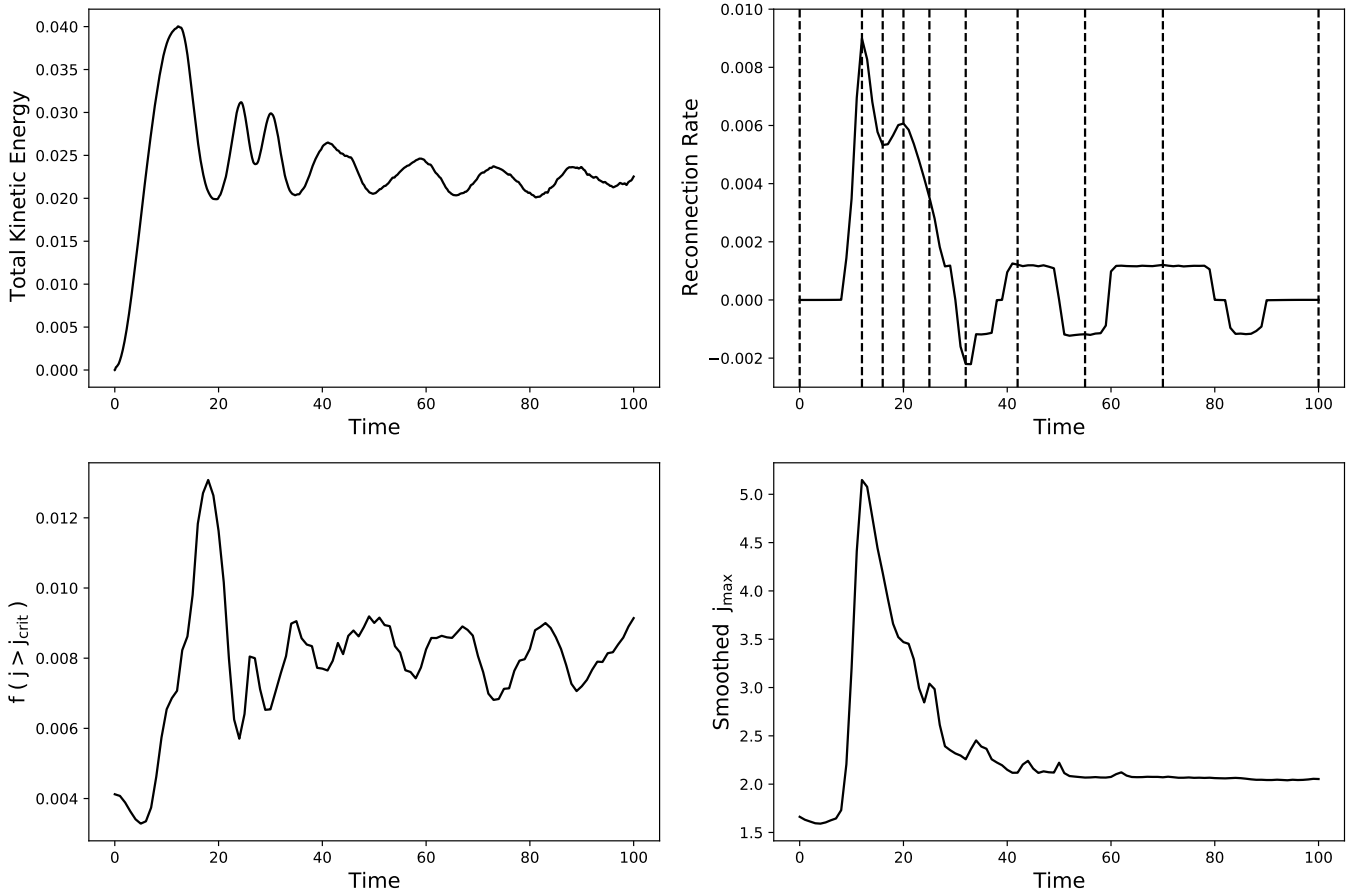 Total Kinetic Energy
0.040
0.035
0.030
0.025
0.020
0.015
0.010
0.005
0.000
0 20 40 60 80 100
Time
Reconnection Rate
0.010
0.008
0.006
0.004
0.002
0.000
−0.002
0 20 40 60 80 100
Time
f ( j > jcrit )
0.012
0.010
0.008
0.006
0.004
0 20 40 60 80 100
Time
Smoothed jmax
5.0
4.5
4.0
3.5
3.0
2.5
2.0
1.5
0 20 40 60 80 100
Time